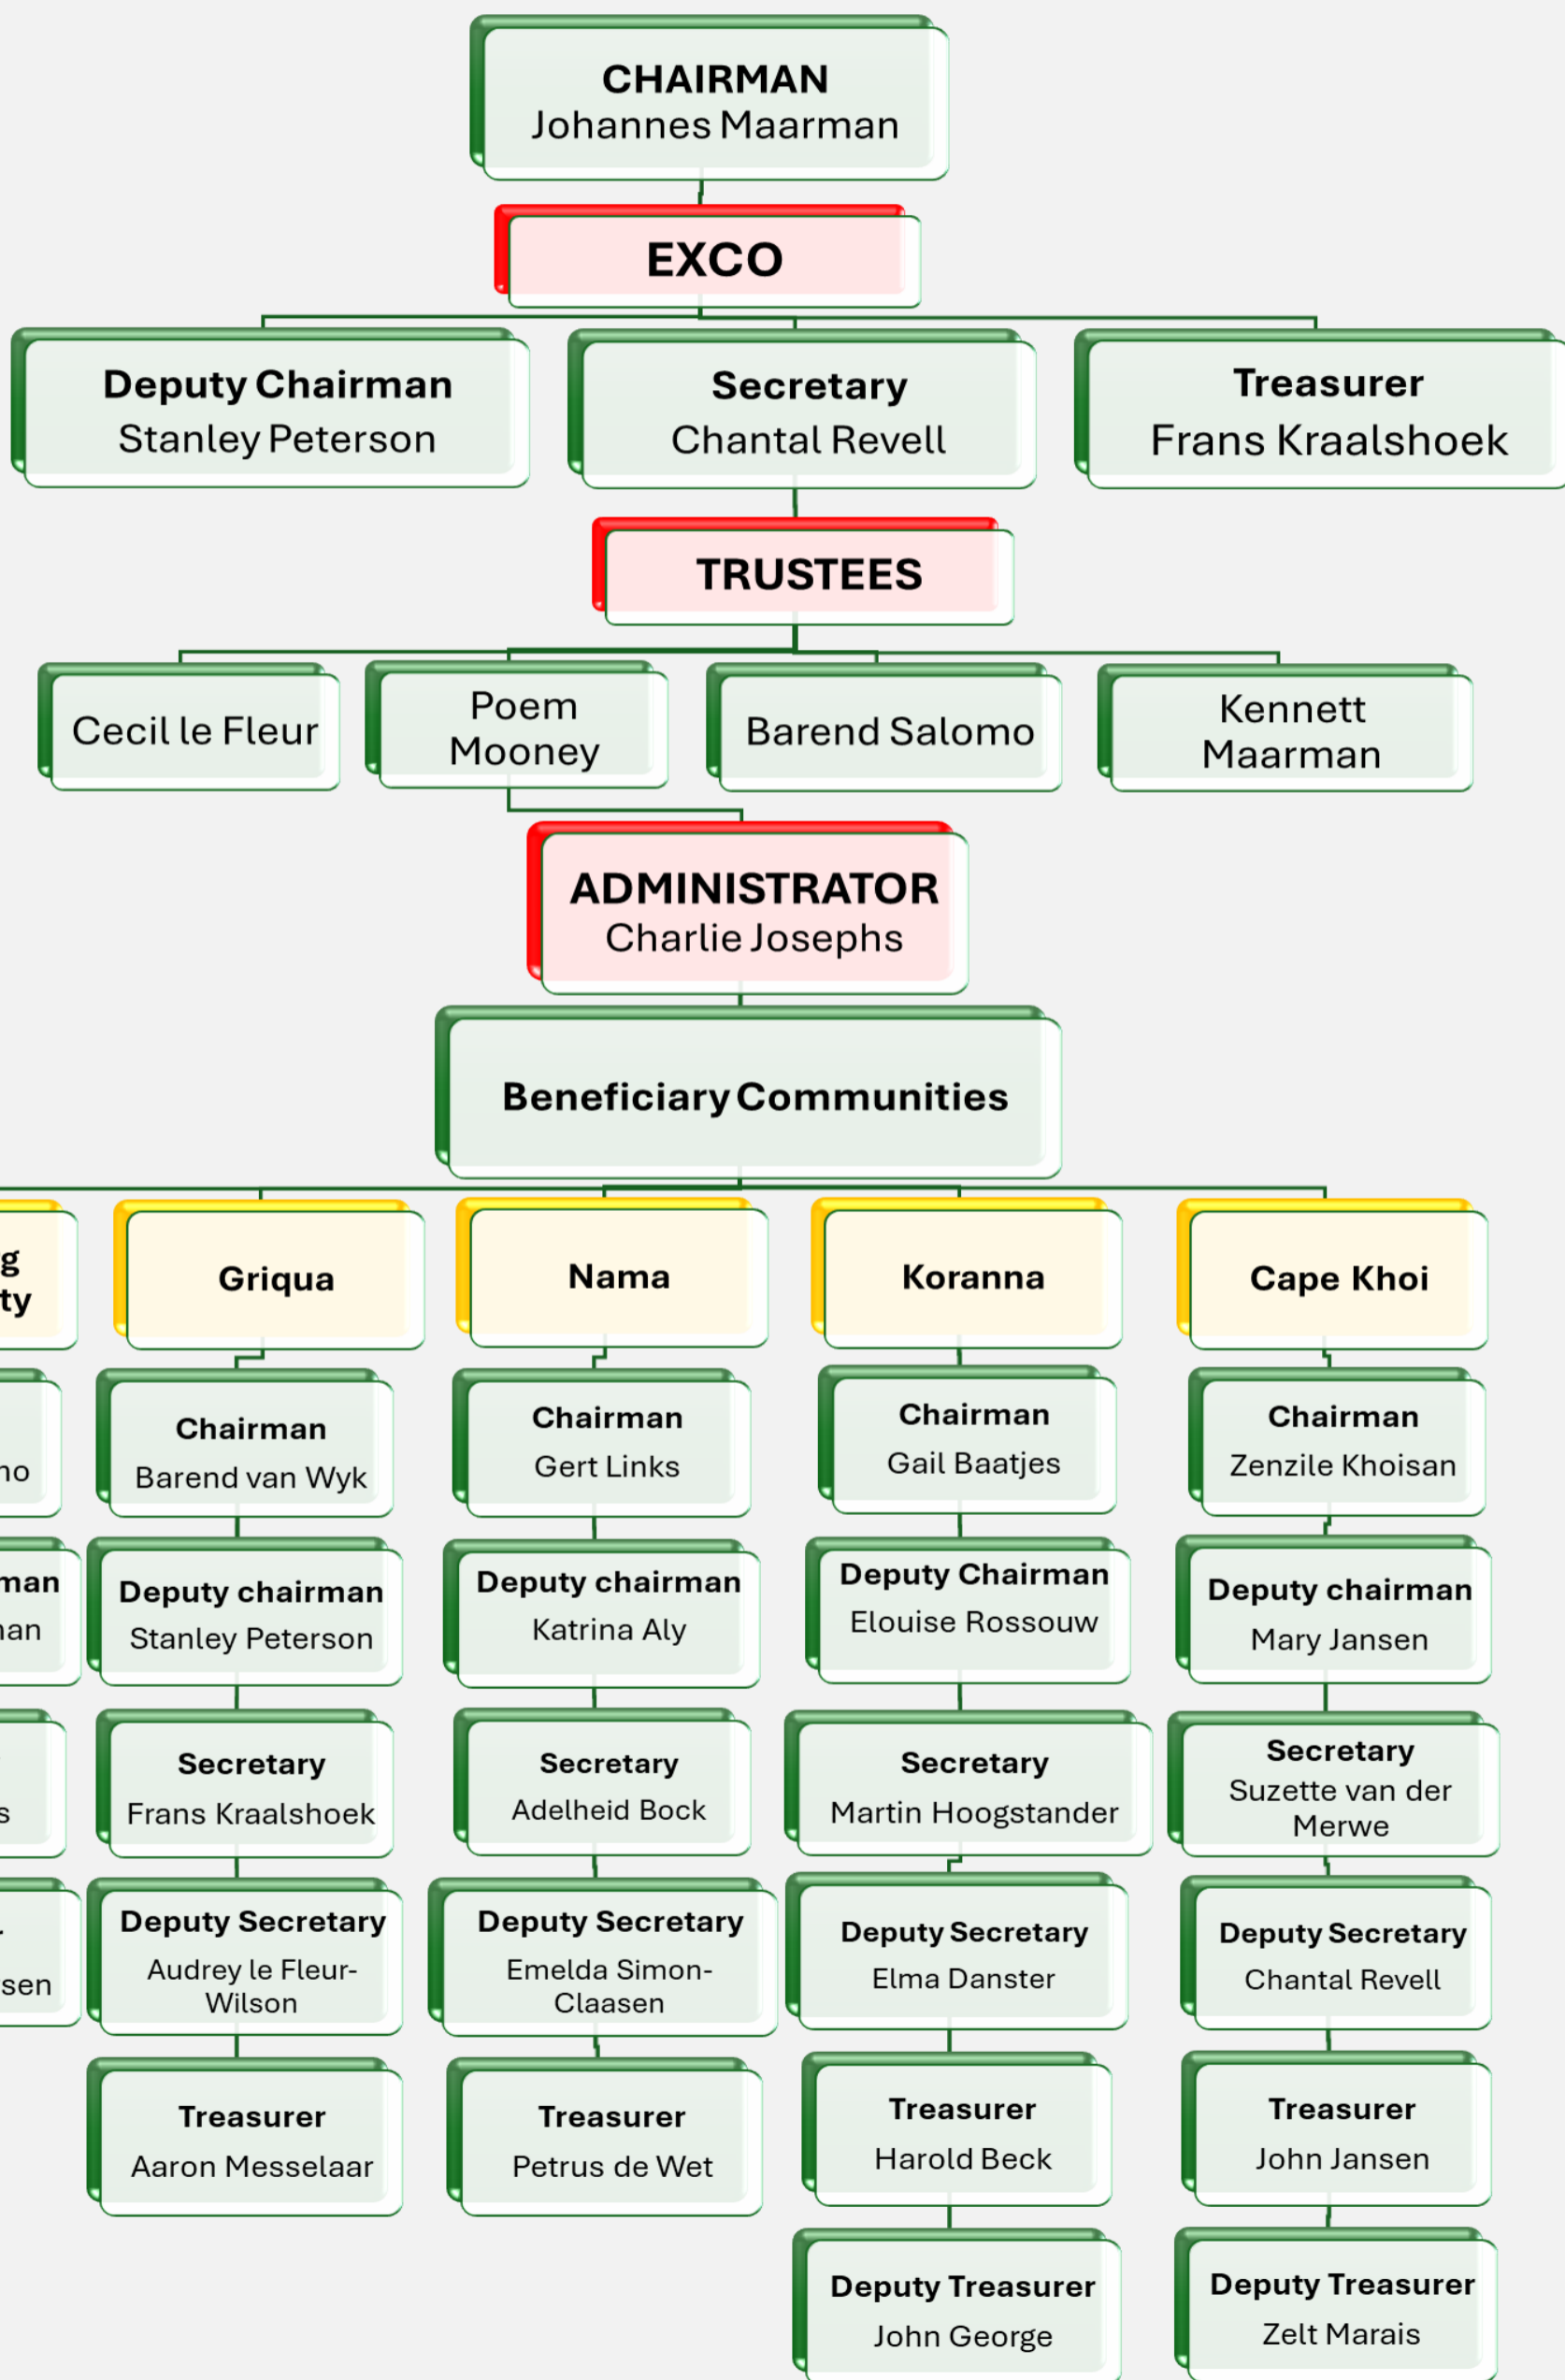 CHAIRMAN
Johannes Maarman
EXCO
Deputy Chairman
Stanley Peterson
Secretary
Chantal Revell
Treasurer
Frans Kraalshoek
TRUSTEES
Cecil le Fleur
Poem
Mooney
Barend Salomo
Kennett
Maarman
ADMINISTRATOR
Charlie Josephs
Beneficiary Communities
Griqua
Chairman
Barend van Wyk
Deputy chairman
Stanley Peterson
Secretary
Frans Kraalshoek
Deputy Secretary
Audrey le Fleur-
Wilson
Treasurer
Aaron Messelaar
Nama
Chairman
Gert Links
Deputy chairman
Katrina Aly
Secretary
Adelheid Bock
Deputy Secretary
Emelda Simon-
Claasen
Treasurer
Petrus de Wet
Koranna
Chairman
Gail Baatjes
Deputy Chairman
Elouise Rossouw
Secretary
Martin Hoogstander
Deputy Secretary
Elma Danster
Treasurer
Harold Beck
Deputy Treasurer
John George
Cape Khoi
Chairman
Zenzile Khoisan
Deputy chairman
Mary Jansen
Secretary
Suzette van der
Merwe
Deputy Secretary
Chantal Revell
Treasurer
John Jansen
Deputy Treasurer
Zelt Marais